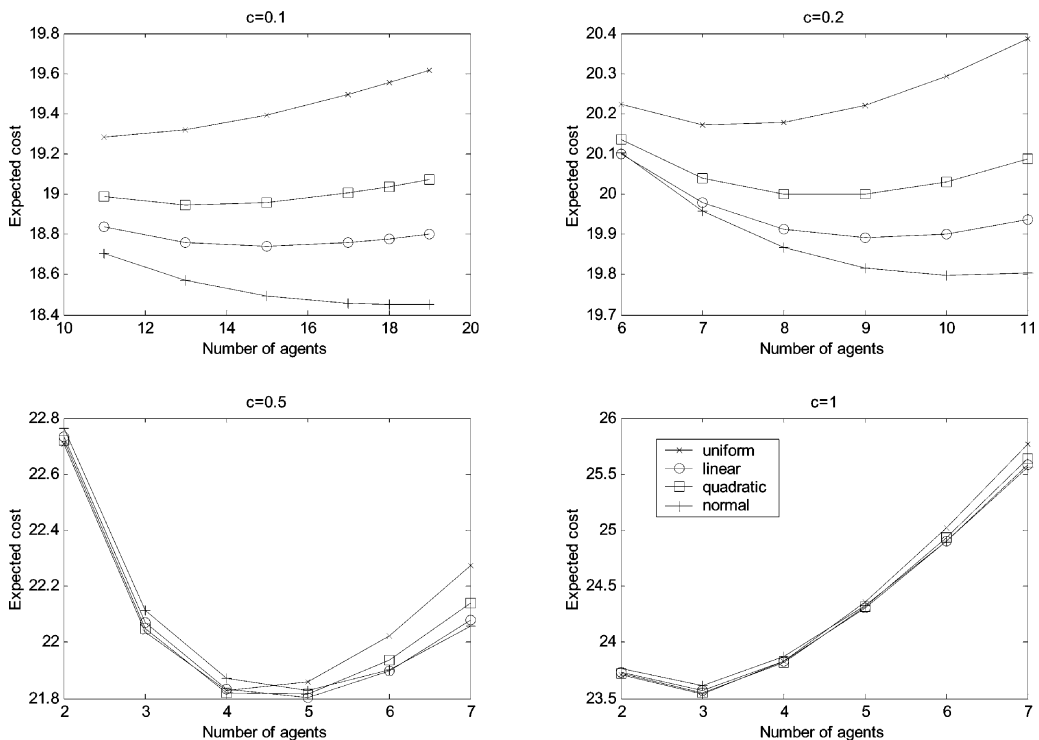 c=0.1
19.8
19.6
19.4
19.2
19
18.8
18.6
18.4
Expected cost
10 12 14 16 18 20
Number of agents
c=0.2
20.4
20.3
20.2
20.1
20
19.9
19.8
19.7
Expected cost
6 7 8 9 10 11
Number of agents
c=0.5
22.8
22.6
22.4
22.2
22
21.8
Expected cost
2 3 4 5 6 7
Number of agents
c=1
26
25.5
25
24.5
24
23.5
Expected cost
uniform
linear
quadratic
normal
2 3 4 5 6 7
Number of agents